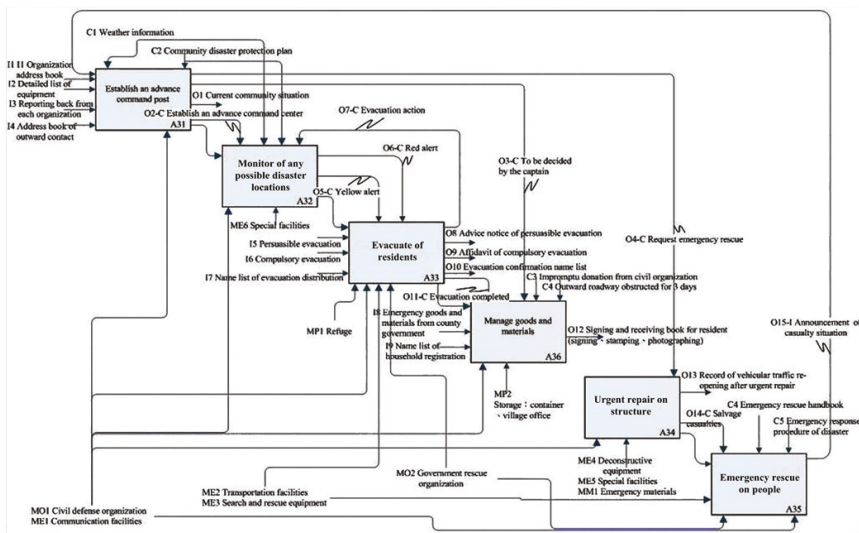 C1 Weather information
C2 Community disaster protection plan
I1 I1 Organization
address book
I2 Detailed list of
equipment
I3 Reporting back from
each organization
I4 Address book of
outward contact
Establish an advance
command post
A31
O1 Current community situation
O2-C Establish an advance command center
O7-C Evacuation action
O6-C Red alert
O3-C To be decided
by the captain
Monitor of any
possible disaster
locations
A32
O5-C Yellow alert
ME6 Special facilities
O4-C Request emergency rescue
I5 Persuasible evacuation
I6 Compulsory evacuation
I7 Name list of evacuation distribution
Evacuate of
residents
A33
O8 Advice notice of persuasible evacuation
O9 Affidavit of compulsory evacuation
O10 Evacuation confirmation name list
C3 Impromptu donation from civil organization
C4 Outward roadway obstructed for 3 days
O11-C Evacuation completed
MP1 Refuge
I8 Emergency goods and
materials from county
government
I9 Name list of
household registration
Manage goods and
materials
A36
O12 Signing and receiving book for resident
(signing、stamping、photographing)
O15-I Announcement of
casualty situation
MP2
Storage：container
、village office
Urgent repair on
structure
A34
O13 Record of vehicular traffic re-
opening after urgent repair
O14-C Salvage
casualties
C4 Emergency rescue handbook
C5 Emergency response
procedure of disaster
ME4 Deconstructive
equipment
ME5 Special facilities
MM1 Emergency materials
Emergency rescue
on people
A35
MO2 Government rescue
organization
ME2 Transportation facilities
ME3 Search and rescue equipment
MO1 Civil defense organization
ME1 Communication facilities